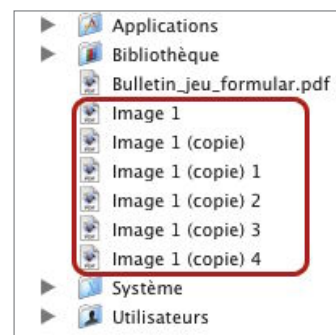 Applications
Bibliothèque
Bulletin_jeu_formular.pdf
Image 1
Image 1 (copie)
Image 1 (copie) 1
Image 1 (copie) 2
Image 1 (copie) 3
Image 1 (copie) 4
Système
Utilisateurs